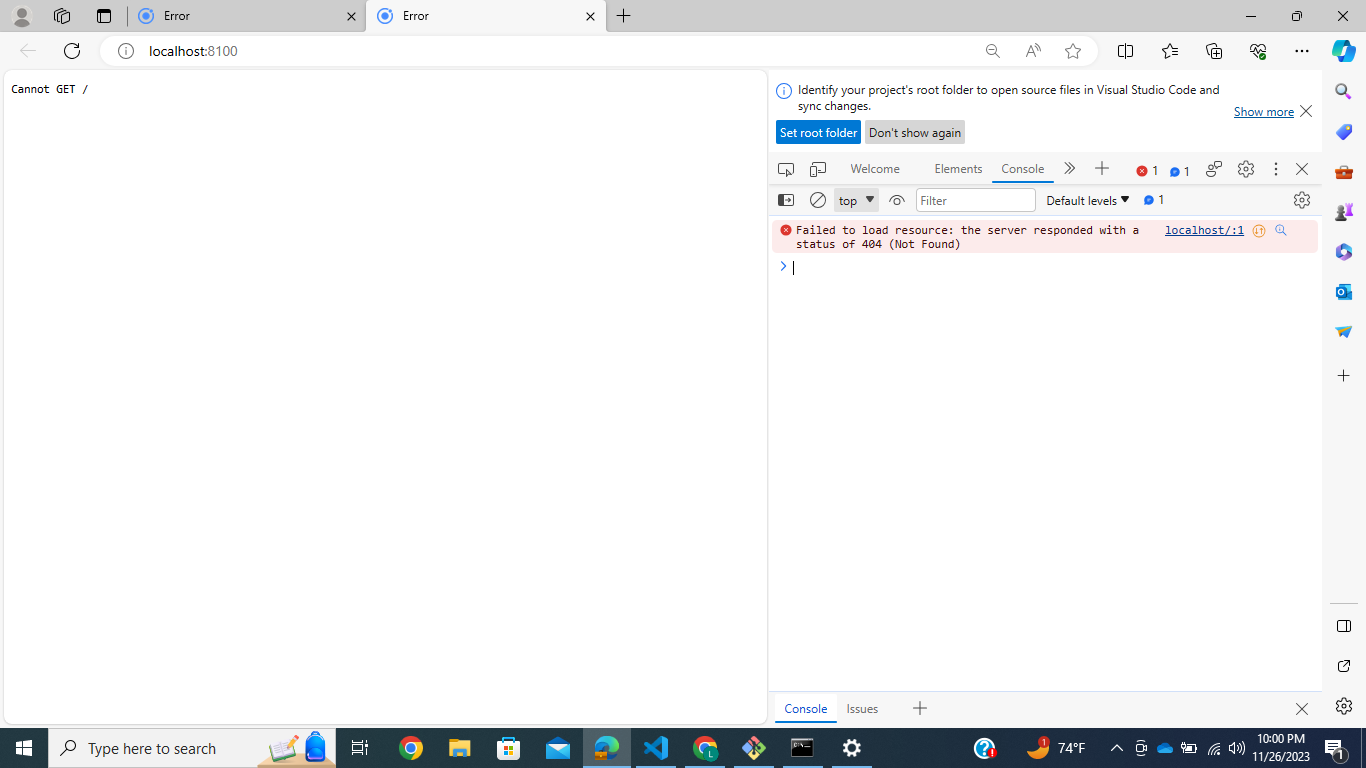 Error
Error
localhost:8100
Cannot GET /
Identify your project's root folder to open source files in Visual Studio Code and
sync changes.
Show more
Set root folder
Don't show again
Welcome
Elements
Console
1
1
top
Filter
Default levels
1
Failed to load resource: the server responded with a
status of 404 (Not Found)
localhost/:1
Console
Issues
Type here to search
1
74°F
10:00 PM
11/26/2023
1